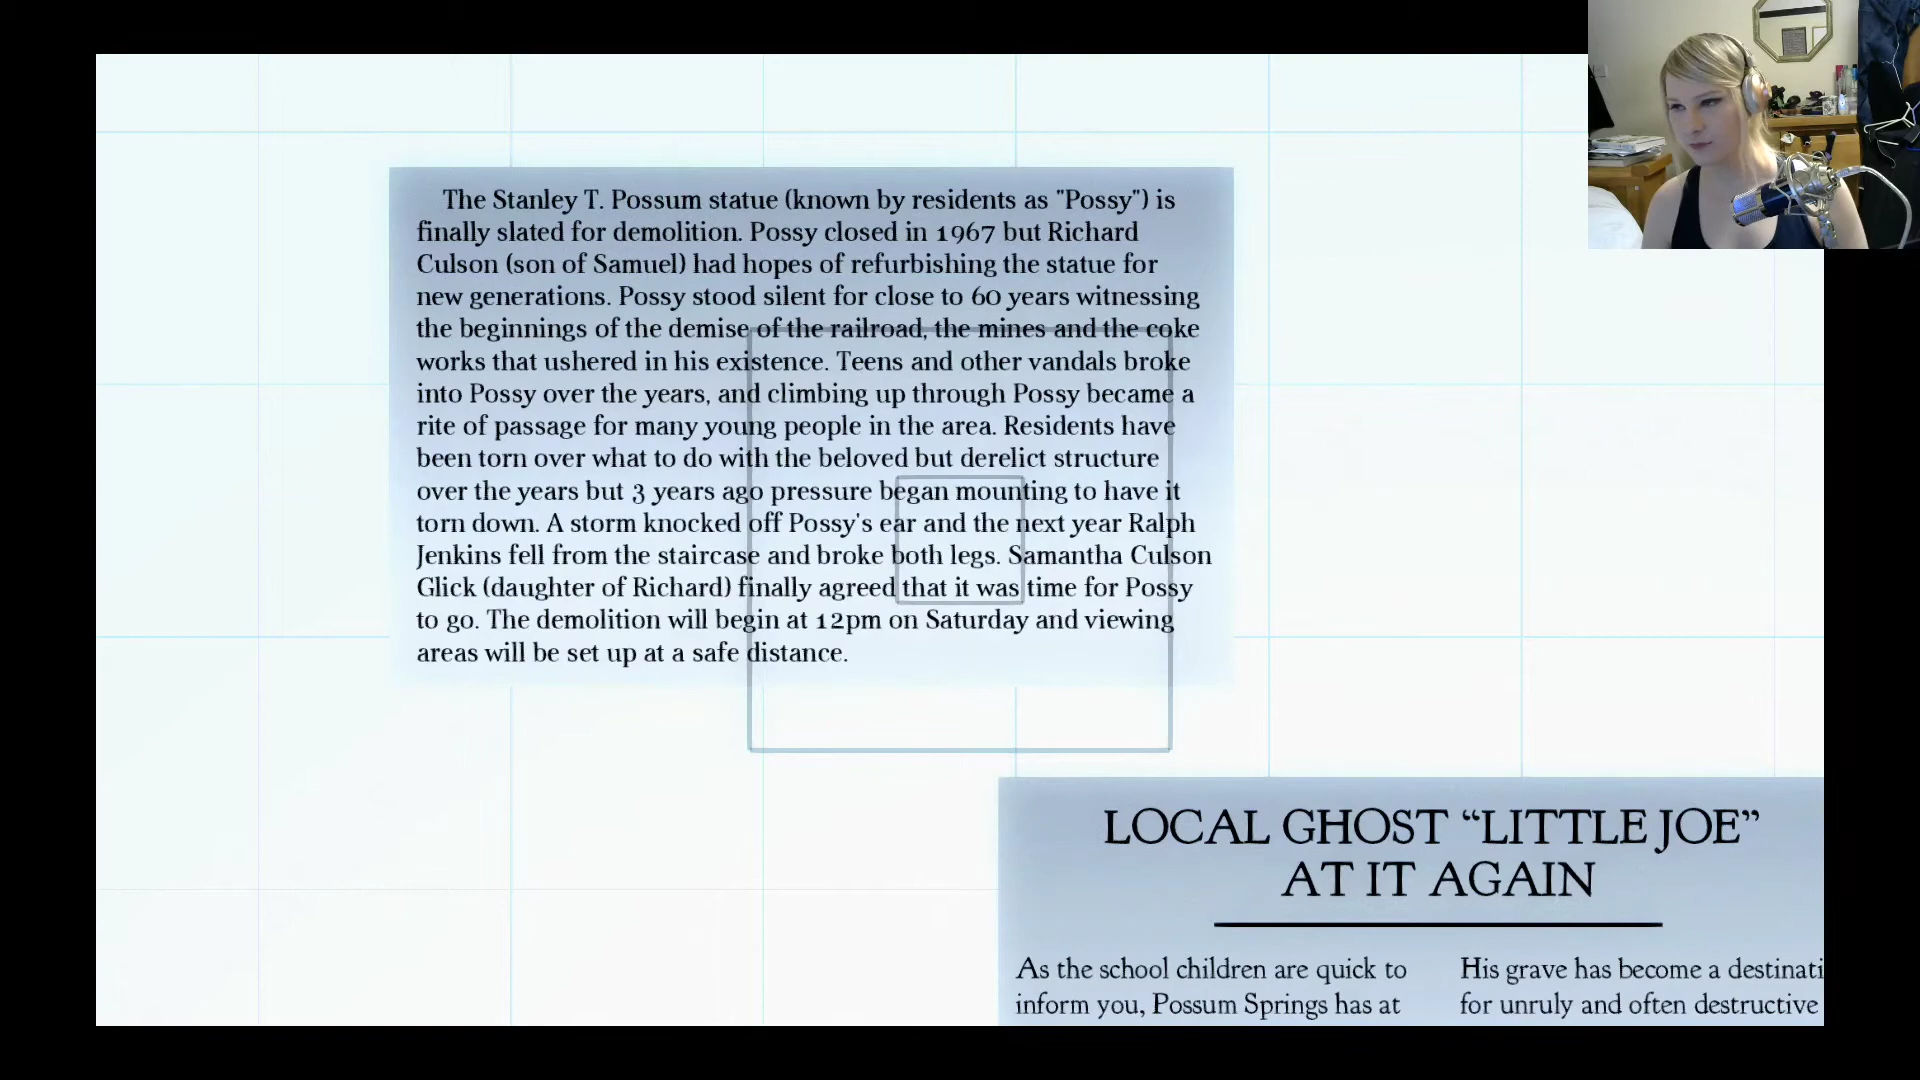 The Stanley T. Possum statue (known by residents as "Possy") is
finally slated for demolition. Possy closed in 1967 but Richard
Culson (son of Samuel) had hopes of refurbishing the statue for
new generations. Possy stood silent for close to 60 years witnessing
the beginnings of the demise of the railroad, the mines and the coke
works that ushered in his existence. Teens and other vandals broke
into Possy over the years, and climbing up through Possy became a
rite of passage for many young people in the area. Residents have
been torn over what to do with the beloved but derelict structure
over the years but 3 years ago pressure began mounting to have it
torn down. A storm knocked off Possy's ear and the next year Ralph
Jenkins fell from the staircase and broke both legs. Samantha Culson
Glick (daughter of Richard) finally agreed that it was time for Possy
to go. The demolition will begin at 12pm on Saturday and viewing
areas will be set up at a safe distance.
LOCAL GHOST “LITTLE JOE”
AT IT AGAIN
As the school children are quick to
inform you, Possum Springs has at
His grave has become a destinati
for unruly and often destructive